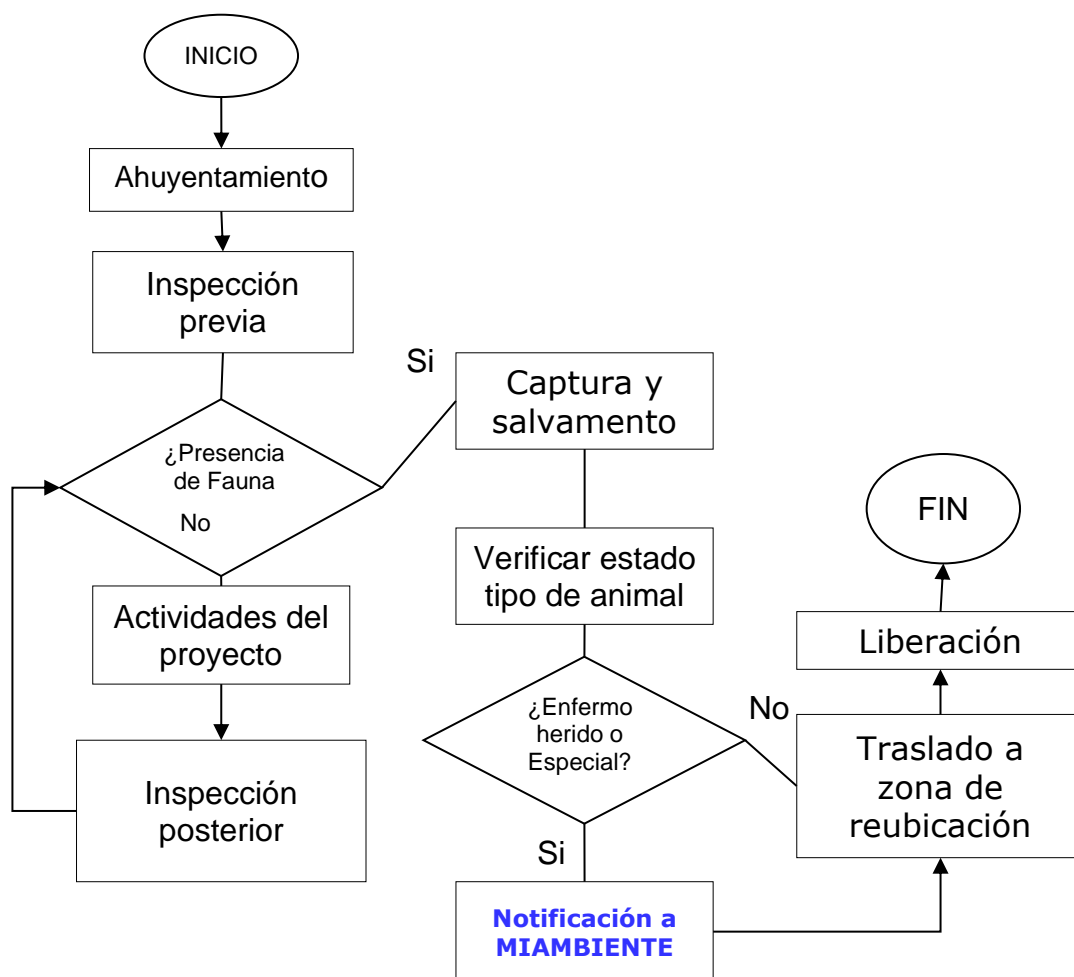 INICIO
Ahuyentamiento
Inspección
previa
¿Presencia
de Fauna
No
Si
Actividades del
proyecto
Inspección
posterior
Captura y
salvamento
Verificar estado
tipo de animal
¿Enfermo
herido o
Especial?
No
Si
Notificación a
MIAMBIENTE
Traslado a
zona de
reubicación
Liberación
FIN